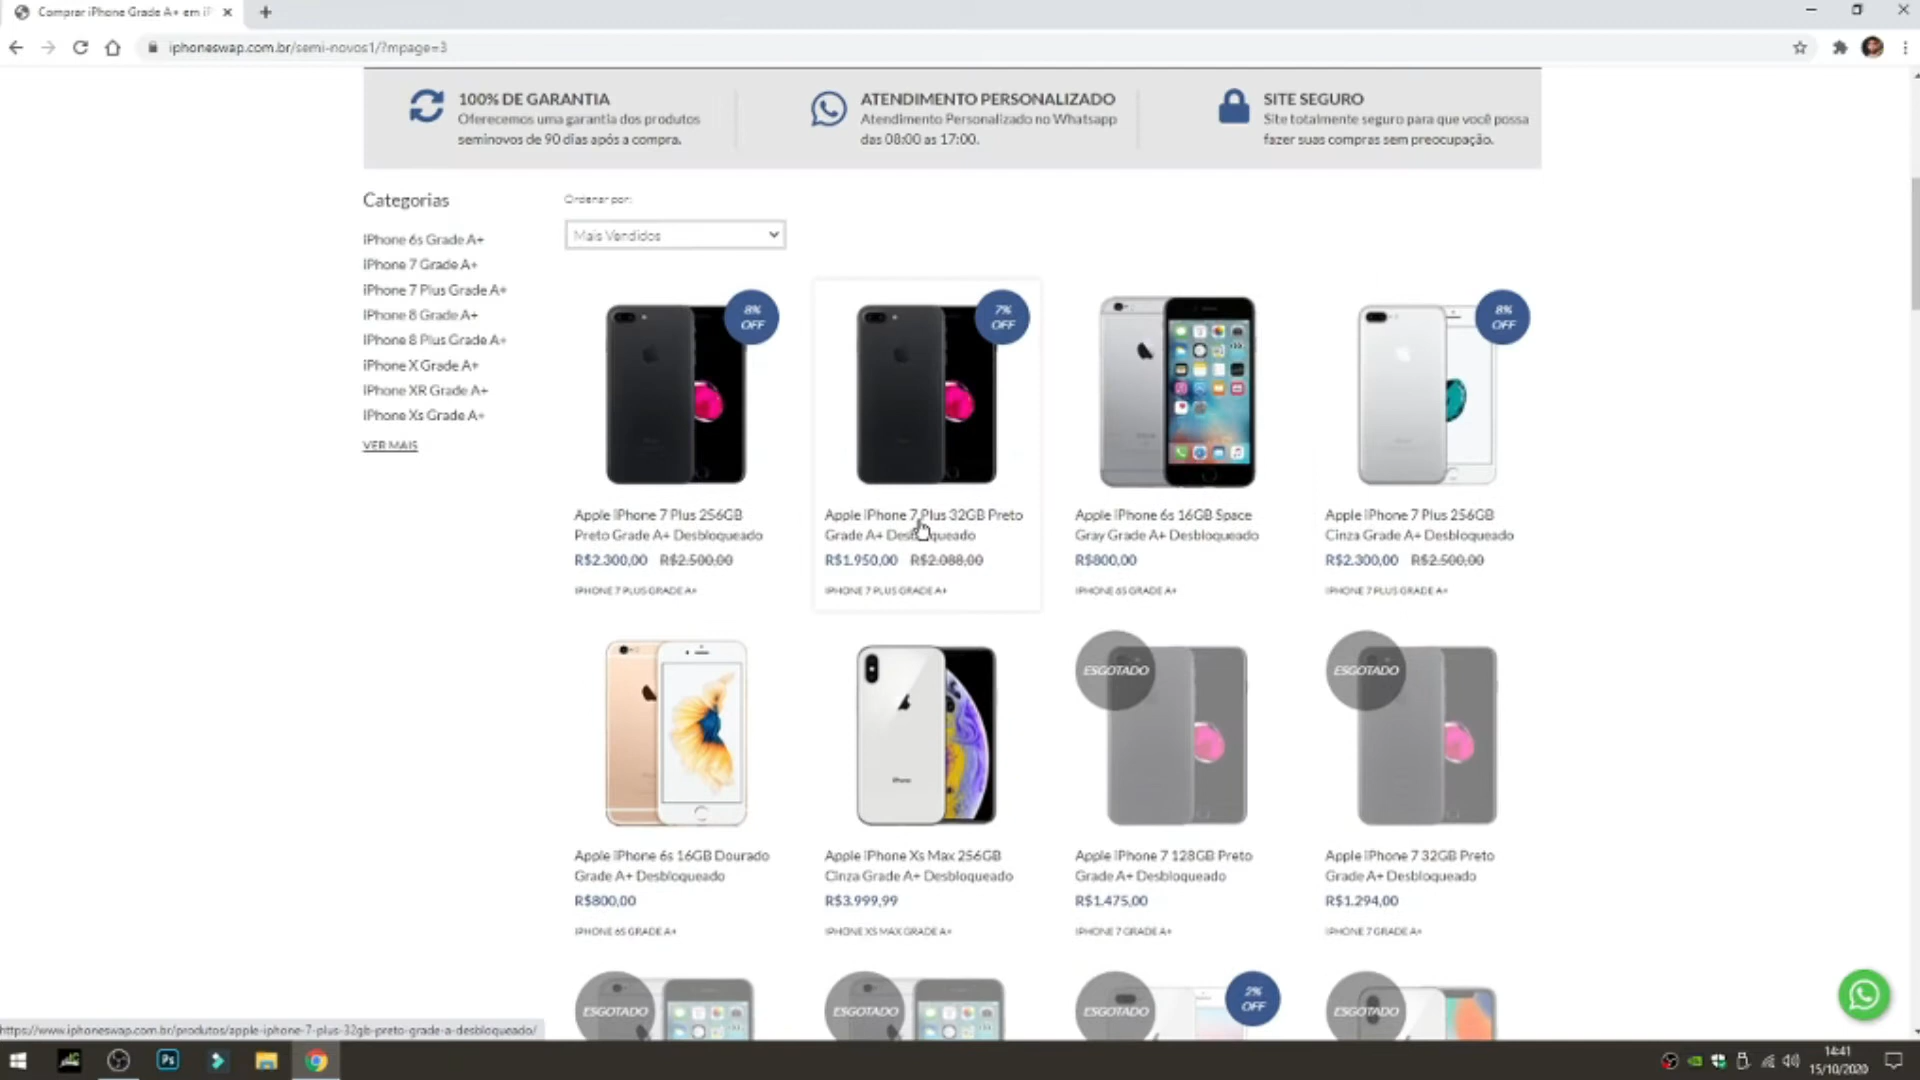 Comprar iPhone Grade A+ em iP
iphoneswap.com.br/semi-novos1/?mpage=3
100% DE GARANTIA
Oferecemos uma garantia dos produtos
seminovos de 90 dias após a compra.
ATENDIMENTO PERSONALIZADO
Atendimento Personalizado no Whatsapp
das 08:00 as 17:00.
SITE SEGURO
Site totalmente seguro para que você possa
fazer suas compras sem preocupação.
Categorias
iPhone 6s Grade A+
iPhone 7 Grade A+
iPhone 7 Plus Grade A+
iPhone 8 Grade A+
iPhone 8 Plus Grade A+
iPhone X Grade A+
iPhone XR Grade A+
iPhone Xs Grade A+
VER MAIS
Ordenar por:
Mais Vendidos
8%
OFF
Apple iPhone 7 Plus 256GB
Preto Grade A+ Desbloqueado
R$2.300,00 R$2.500,00
IPHONE 7 PLUS GRADE A+
7%
OFF
Apple iPhone 7 Plus 32GB Preto
Grade A+ Desbloqueado
R$1.950,00 R$2.088,00
IPHONE 7 PLUS GRADE A+
Apple iPhone 6s 16GB Space
Gray Grade A+ Desbloqueado
R$800,00
IPHONE 6S GRADE A+
8%
OFF
Apple iPhone 7 Plus 256GB
Cinza Grade A+ Desbloqueado
R$2.300,00 R$2.500,00
IPHONE 7 PLUS GRADE A+
Apple iPhone 6s 16GB Dourado
Grade A+ Desbloqueado
R$800,00
IPHONE 6S GRADE A+
iPhone
Apple iPhone Xs Max 256GB
Cinza Grade A+ Desbloqueado
R$3.999,99
IPHONE XS MAX GRADE A+
ESGOTADO
Apple iPhone 7 128GB Preto
Grade A+ Desbloqueado
R$1.475,00
IPHONE 7 GRADE A+
ESGOTADO
Apple iPhone 7 32GB Preto
Grade A+ Desbloqueado
R$1.294,00
IPHONE 7 GRADE A+
ESGOTADO
ESGOTADO
ESGOTADO
2%
OFF
ESGOTADO
https://www.iphoneswap.com.br/produtos/apple-iphone-7-plus-32gb-preto-grade-a-desbloqueado/
Ps
14:41
15/10/2020